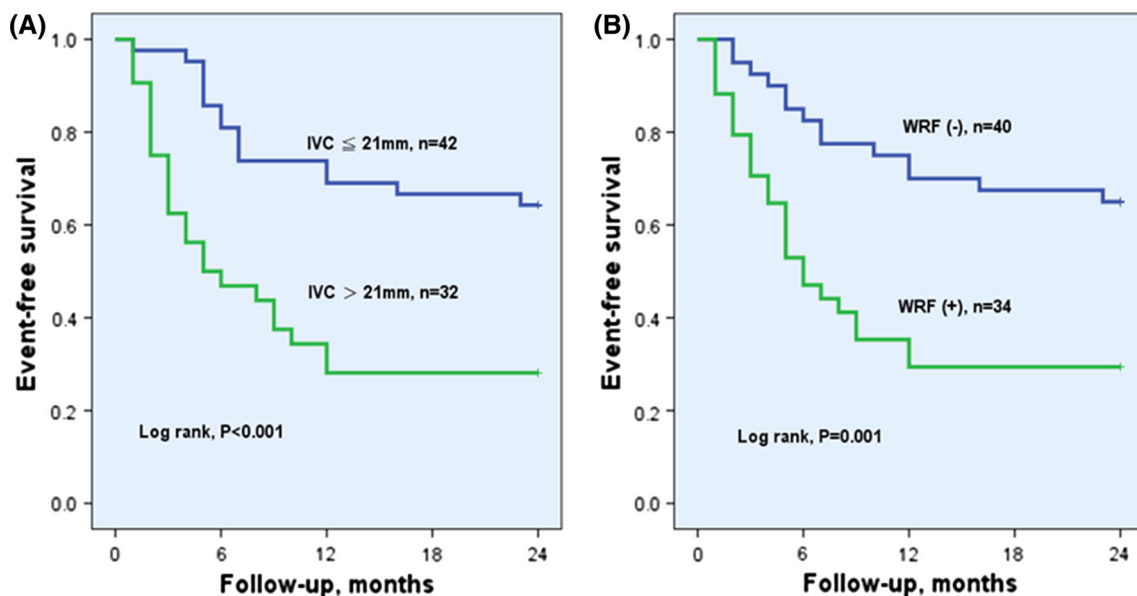 (A)
1.0
0.8
0.6
0.4
0.2
0.0
Event-free survival
IVC ≦ 21mm, n=42
IVC > 21mm, n=32
Log rank, P<0.001
0 6 12 18 24
Follow-up, months
(B)
1.0
0.8
0.6
0.4
0.2
0.0
Event-free survival
WRF (-), n=40
WRF (+), n=34
Log rank, P=0.001
0 6 12 18 24
Follow-up, months